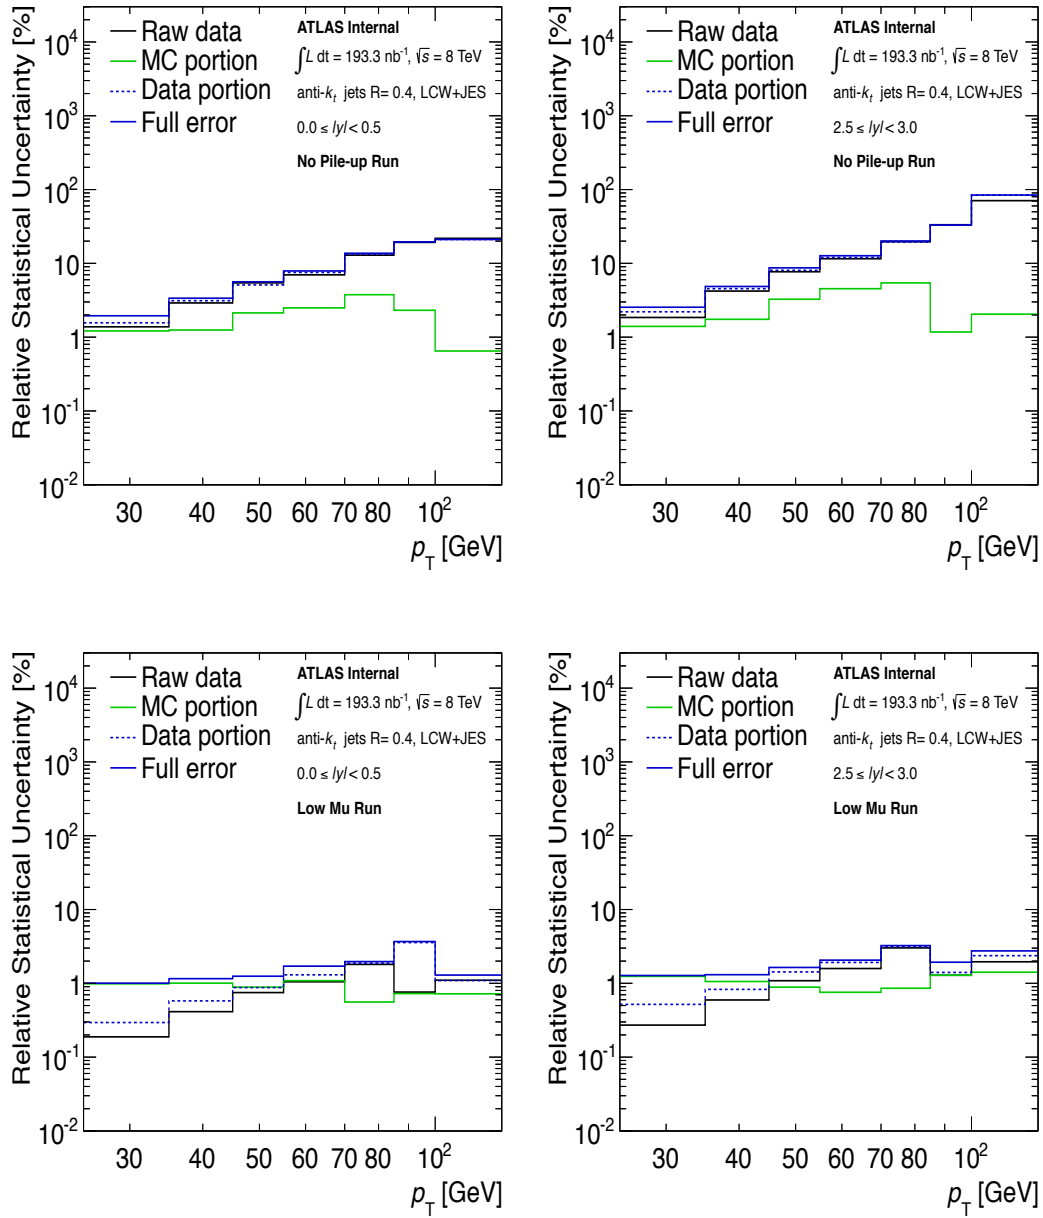 Relative Statistical Uncertainty [%]
10⁴
10³
10²
10
1
10⁻¹
10⁻²
Raw data
MC portion
Data portion
Full error
ATLAS Internal
∫L dt = 193.3 nb⁻¹, √s = 8 TeV
anti-kₜ jets R= 0.4, LCW+JES
0.0 ≤ |y|< 0.5
No Pile-up Run
30 40 50 60 70 80 10²
p_T [GeV]
Relative Statistical Uncertainty [%]
10⁴
10³
10²
10
1
10⁻¹
10⁻²
Raw data
MC portion
Data portion
Full error
ATLAS Internal
∫L dt = 193.3 nb⁻¹, √s = 8 TeV
anti-kₜ jets R= 0.4, LCW+JES
2.5 ≤ |y|< 3.0
No Pile-up Run
30 40 50 60 70 80 10²
p_T [GeV]
Relative Statistical Uncertainty [%]
10⁴
10³
10²
10
1
10⁻¹
10⁻²
Raw data
MC portion
Data portion
Full error
ATLAS Internal
∫L dt = 193.3 nb⁻¹, √s = 8 TeV
anti-kₜ jets R= 0.4, LCW+JES
0.0 ≤ |y|< 0.5
Low Mu Run
30 40 50 60 70 80 10²
p_T [GeV]
Relative Statistical Uncertainty [%]
10⁴
10³
10²
10
1
10⁻¹
10⁻²
Raw data
MC portion
Data portion
Full error
ATLAS Internal
∫L dt = 193.3 nb⁻¹, √s = 8 TeV
anti-kₜ jets R= 0.4, LCW+JES
2.5 ≤ |y|< 3.0
Low Mu Run
30 40 50 60 70 80 10²
p_T [GeV]